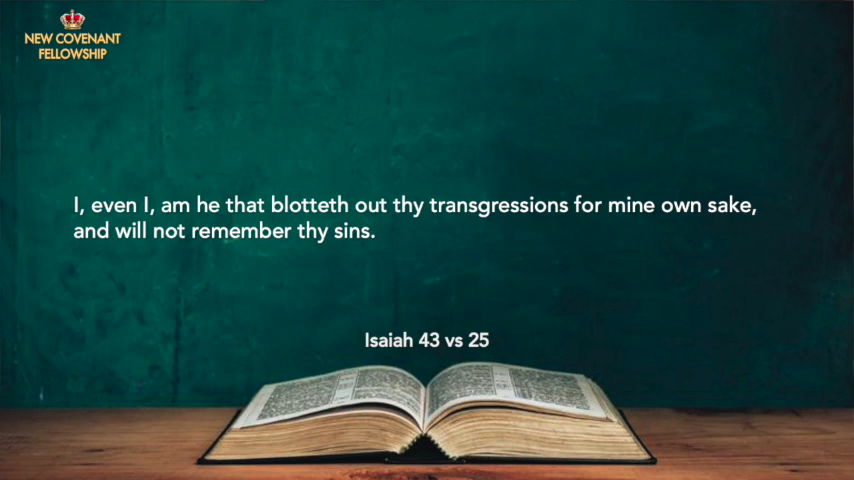 NEW COVENANT
FELLOWSHIP
I, even I, am he that blotteth out thy transgressions for mine own sake,
and will not remember thy sins.
Isaiah 43 vs 25